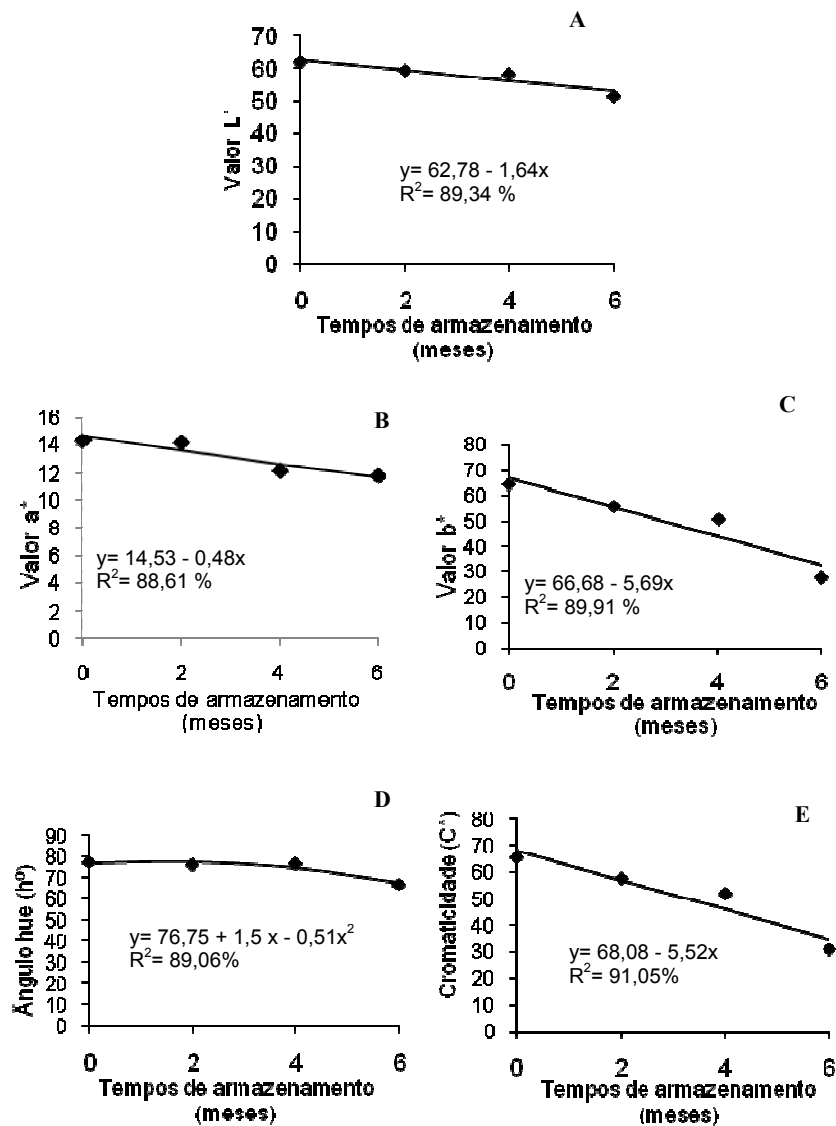 A
70
60
50
40
30
20
10
0
Valor L*
y= 62,78 - 1,64x
R²= 89,34 %
0 2 4 6
Tempos de armazenamento
(meses)
B
16
14
12
10
8
6
4
2
0
Valor a*
y= 14,53 - 0,48x
R²= 88,61 %
0 2 4 6
Tempos de armazenamento
(meses)
C
80
70
60
50
40
30
20
10
0
Valor b*
y= 66,68 - 5,69x
R²= 89,91 %
0 2 4 6
Tempos de armazenamento
(meses)
D
90
80
70
60
50
40
30
20
10
0
Ângulo hue (hº)
y= 76,75 + 1,5 x - 0,51x²
R²= 89,06%
0 2 4 6
Tempos de armazenamento
(meses)
E
80
70
60
50
40
30
20
10
0
Cromaticidade (C*)
y= 68,08 - 5,52x
R²= 91,05%
0 2 4 6
Tempos de armazenamento
(meses)